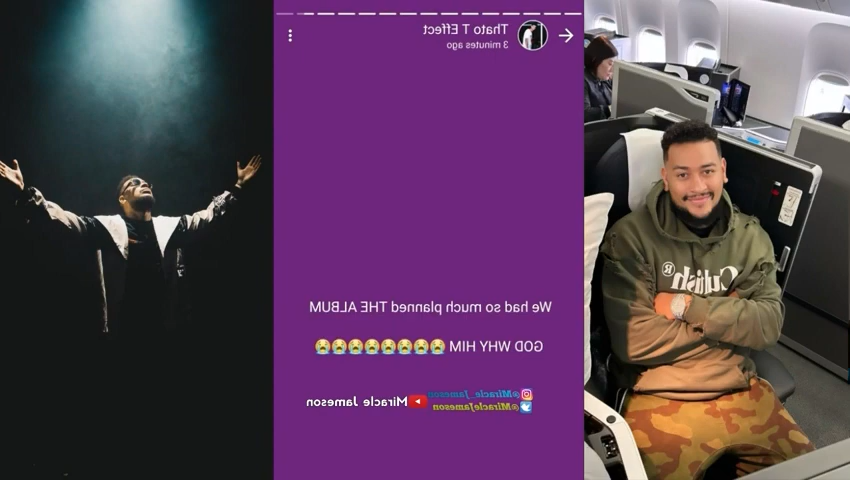 Thato T Effect
3 minutes ago
We had so much planned THE ALBUM
GOD WHY HIM 😭😭😭😭😭😭😭😭
@Miracle_Jameson
@MiracleJameson
Miracle Jameson
Cultish®